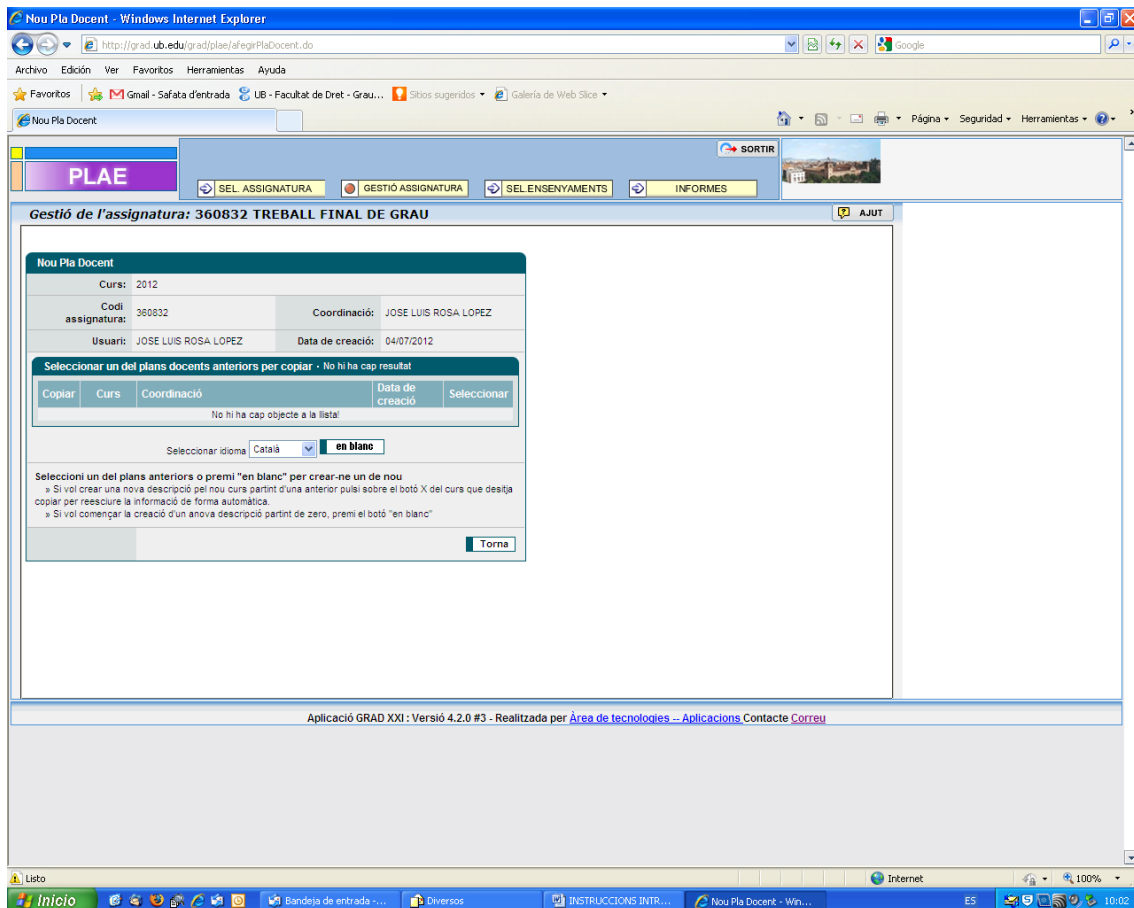 Nou Pla Docent - Windows Internet Explorer
http://grad.ub.edu/grad/plae/afegirPlaDocent.do
Google
Archivo Edición Ver Favoritos Herramientas Ayuda
Favoritos Gmail - Safata d'entrada UB - Facultat de Dret - Grau... Sitios sugeridos Galería de Web Slice
Nou Pla Docent
Página Seguridad Herramientas
SORTIR
PLAE
SEL. ASSIGNATURA GESTIÓ ASSIGNATURA SEL.ENSENYAMENTS INFORMES
Gestió de l'assignatura: 360832 TREBALL FINAL DE GRAU
AJUT
Nou Pla Docent
Curs: 2012
Codi assignatura: 360832 Coordinació: JOSE LUIS ROSA LOPEZ
Usuari: JOSE LUIS ROSA LOPEZ Data de creació: 04/07/2012
Seleccionar un del plans docents anteriors per copiar · No hi ha cap resultat
Copiar Curs Coordinació Data de creació Seleccionar
No hi ha cap objecte a la llista!
Seleccionar idioma Català en blanc
Seleccioni un del plans anteriors o premi "en blanc" per crear-ne un de nou
» Si vol crear una nova descripció pel nou curs partint d'una anterior pulsi sobre el botó X del curs que desitja
copiar per reesciure la informació de forma automàtica.
» Si vol començar la creació d'un anova descripció partint de zero, premi el botó "en blanc"
Torna
Aplicació GRAD XXI : Versió 4.2.0 #3 - Realitzada per Àrea de tecnologies -- Aplicacions Contacte Correu
Listo
Internet
100%
Inicio
Bandeja de entrada -...
Diversos
INSTRUCCIONS INTR...
Nou Pla Docent - Win...
ES
10:02